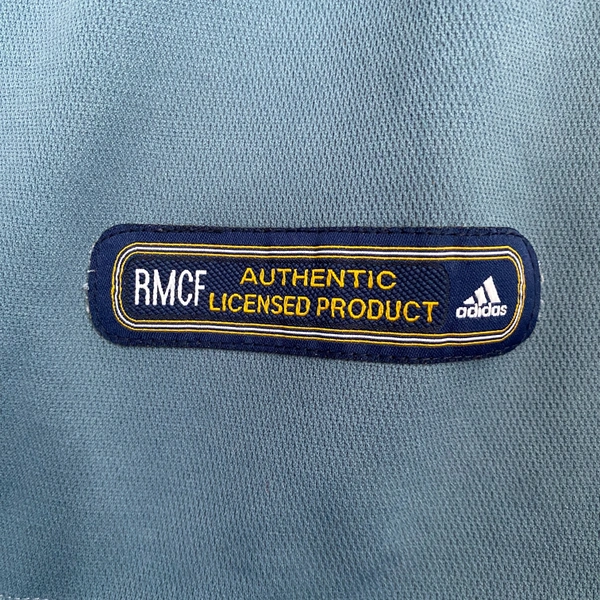 RMCF
AUTHENTIC
LICENSED PRODUCT
adidas